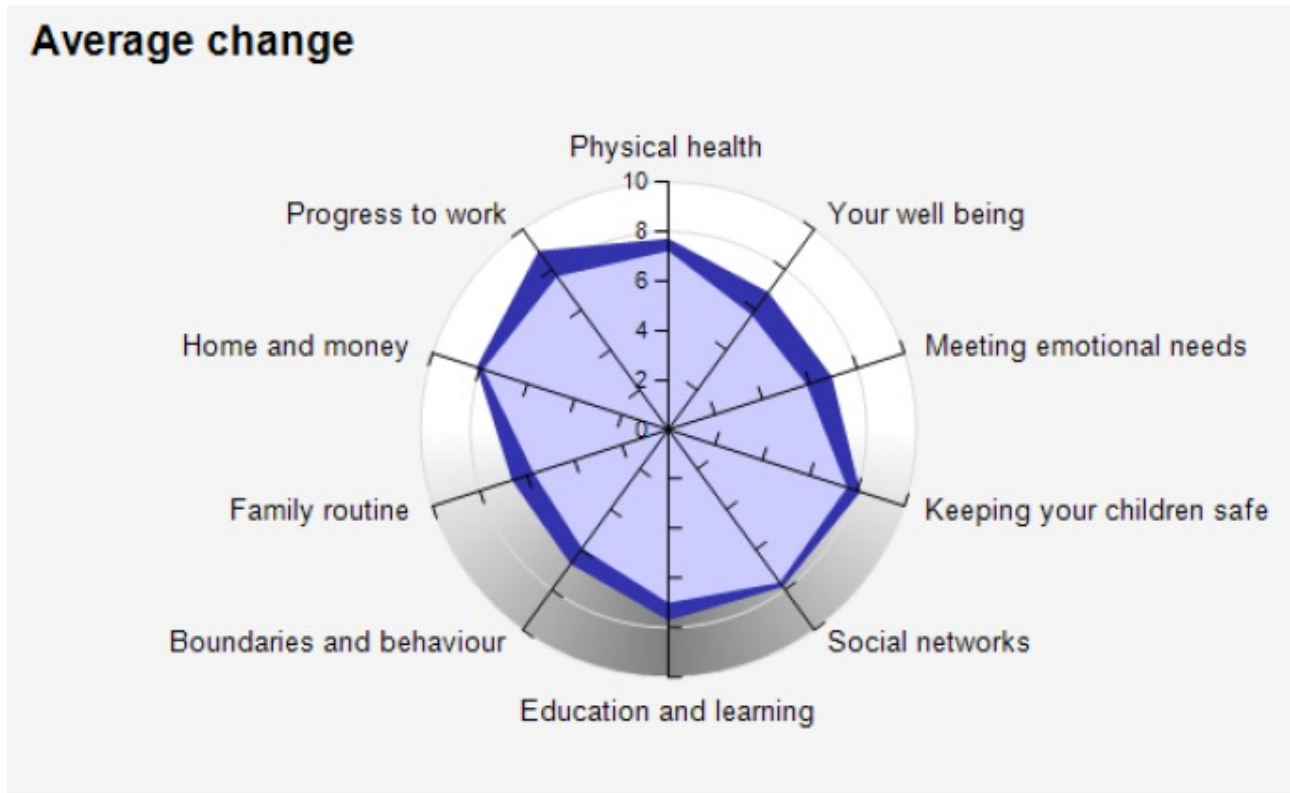 Average change
Physical health
10
Progress to work
Your well being
8
6
Home and money
Meeting emotional needs
4
2
0
Family routine
Keeping your children safe
Boundaries and behaviour
Social networks
Education and learning